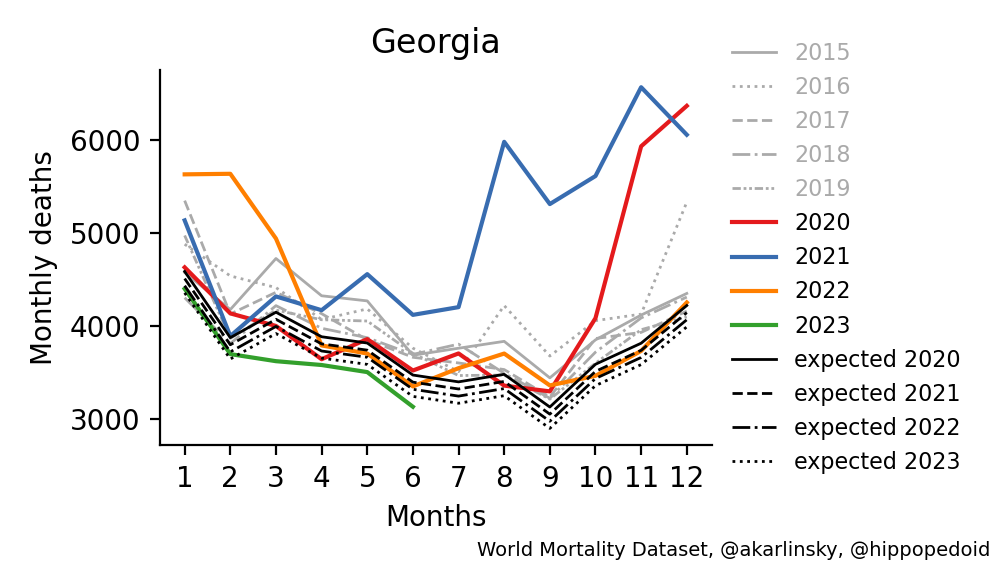 Georgia
Monthly deaths
6000
5000
4000
3000
1 2 3 4 5 6 7 8 9 10 11 12
Months
2015
2016
2017
2018
2019
2020
2021
2022
2023
expected 2020
expected 2021
expected 2022
expected 2023
World Mortality Dataset, @akarlinsky, @hippopedoid